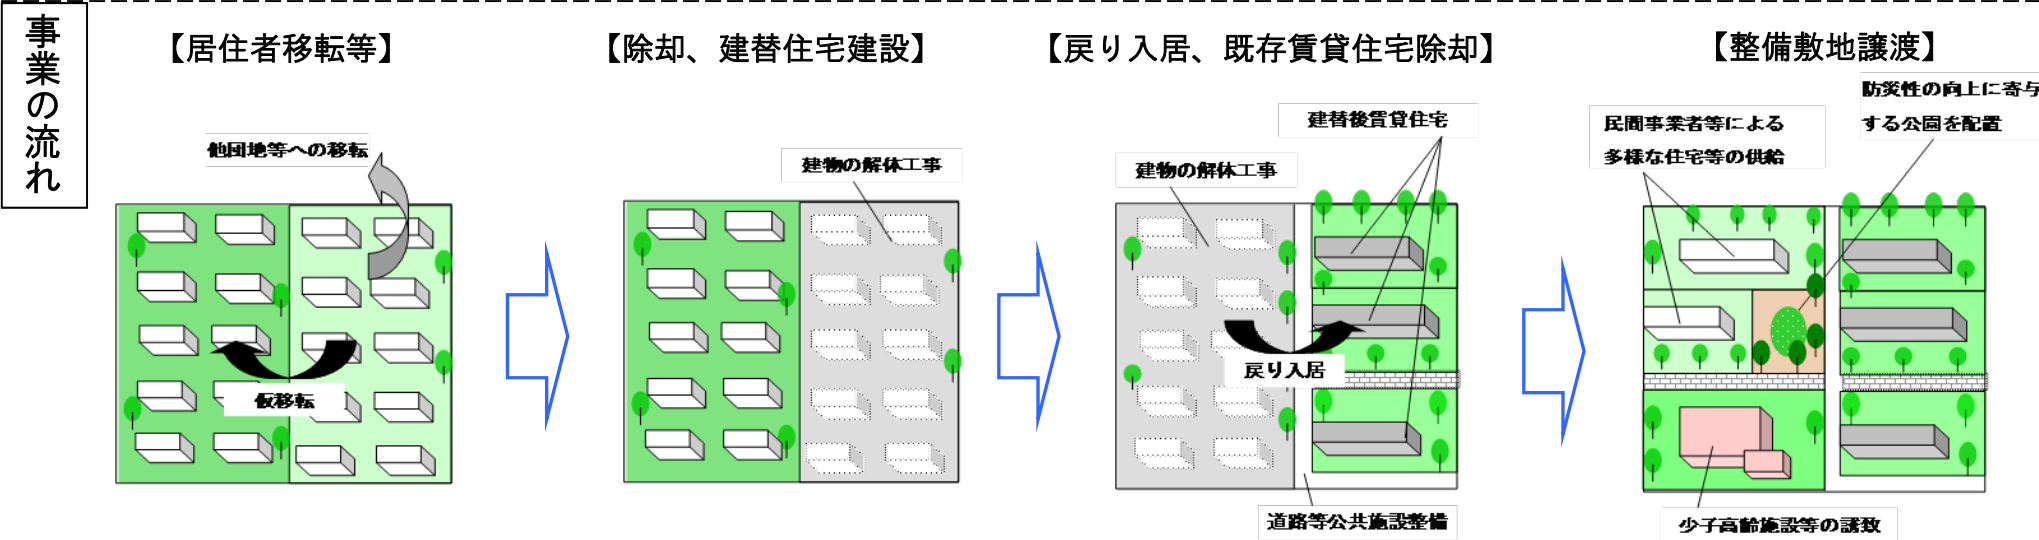 事業の流れ
【居住者移転等】
他団地等への移転
仮移転
【除却、建替住宅建設】
建物の解体工事
【戻り入居、既存賃貸住宅除却】
建替後賃貸住宅
建物の解体工事
戻り入居
道路等公共施設整備
【整備敷地譲渡】
防災性の向上に寄与
する公園を配置
民間事業者等による
多様な住宅等の供給
少子高齢施設等の誘致